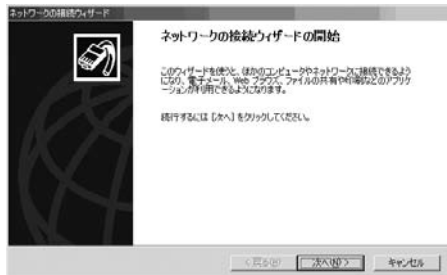 ネットワークの接続ウィザード
ネットワークの接続ウィザードの開始
このウィザードを使うと、ほかのコンピュータやネットワークに接続できるよう
になり、電子メール、Web ブラウズ、ファイルの共有や印刷などのアプリケ
ーションが利用できるようになります。
続行するには [次へ] をクリックしてください。
< 戻る(B)
次へ(N) >
キャンセル